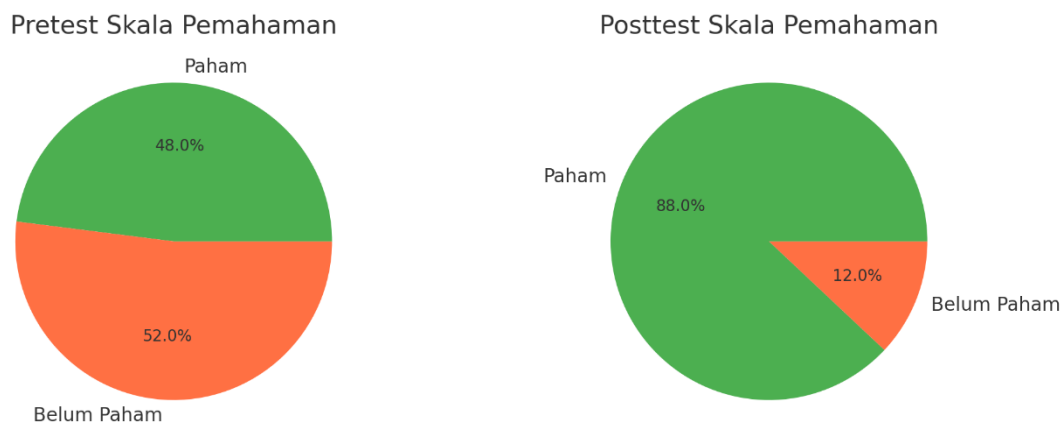 Pretest Skala Pemahaman
Paham
48.0%
52.0%
Belum Paham
Posttest Skala Pemahaman
Paham
88.0%
12.0%
Belum Paham